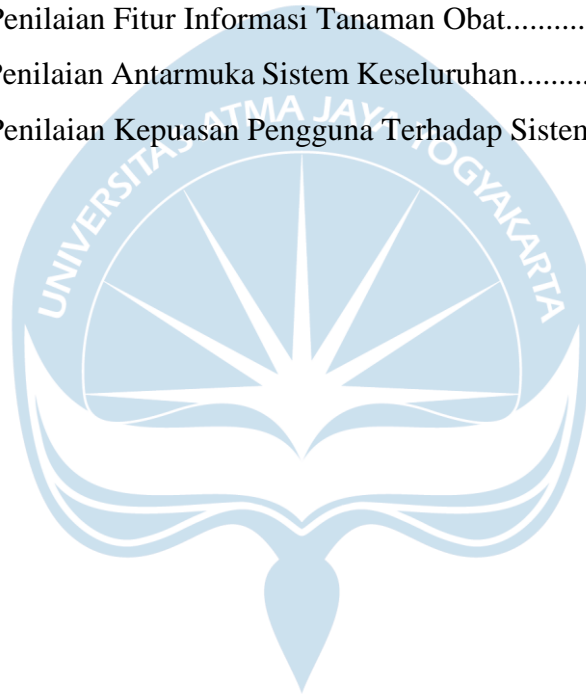 Penilaian Fitur Informasi Tanaman Obat..........
Penilaian Antarmuka Sistem Keseluruhan.........
Penilaian Kepuasan Pengguna Terhadap Sistem
UNIVERSITAS ATMA JAYA YOGYAKARTA